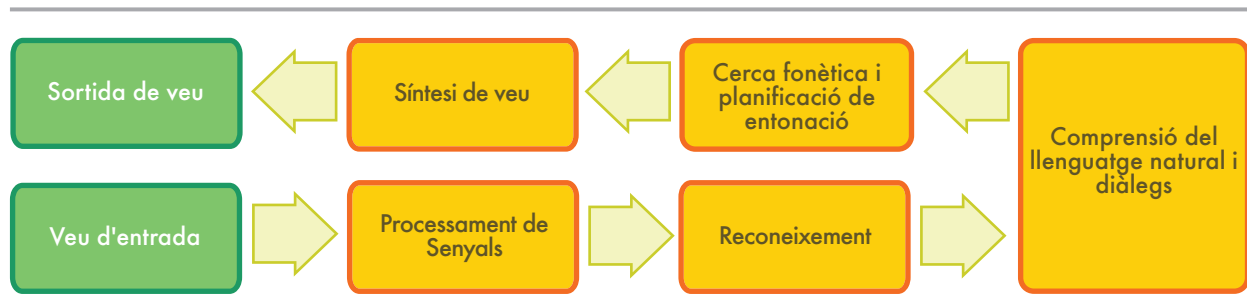 Sortida de veu
Síntesi de veu
Cerca fonètica i
planificació de
entonació
Comprensió del
llenguatge natural i
diàlegs
Veu d'entrada
Processament de
Senyals
Reconeixement